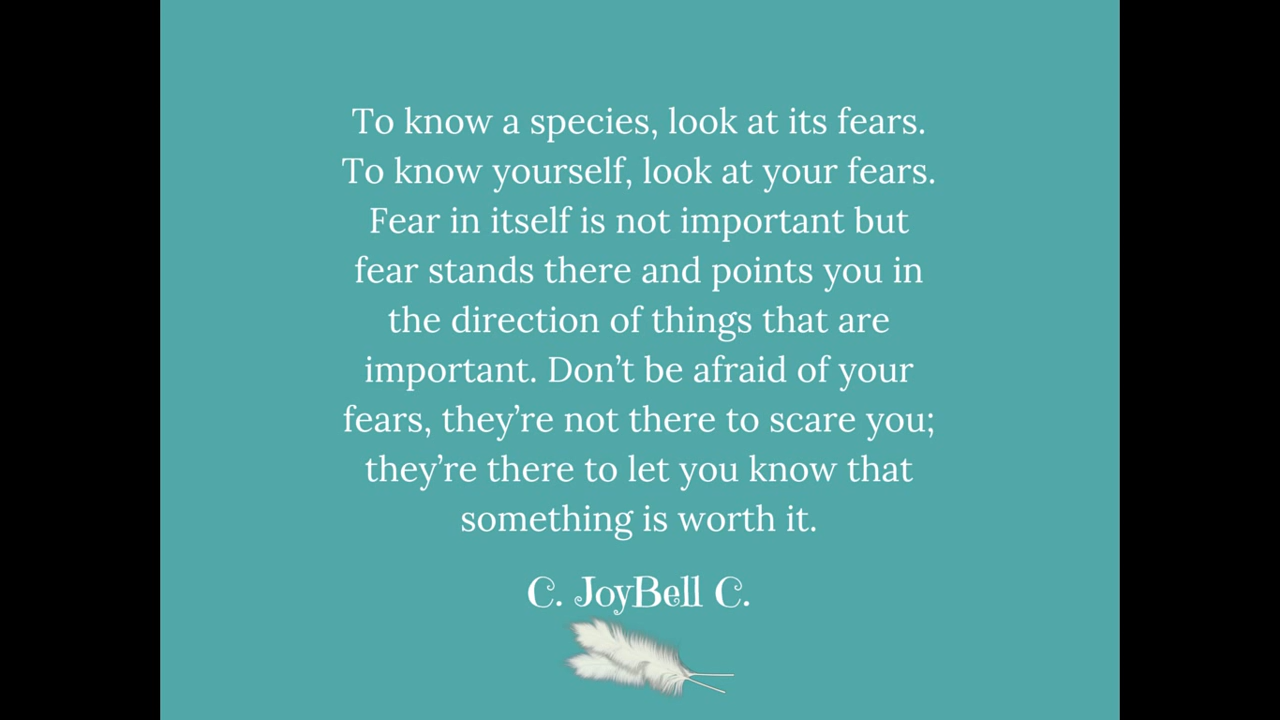 To know a species, look at its fears.
To know yourself, look at your fears.
Fear in itself is not important but
fear stands there and points you in
the direction of things that are
important. Don’t be afraid of your
fears, they’re not there to scare you;
they’re there to let you know that
something is worth it.
C. JoyBell C.